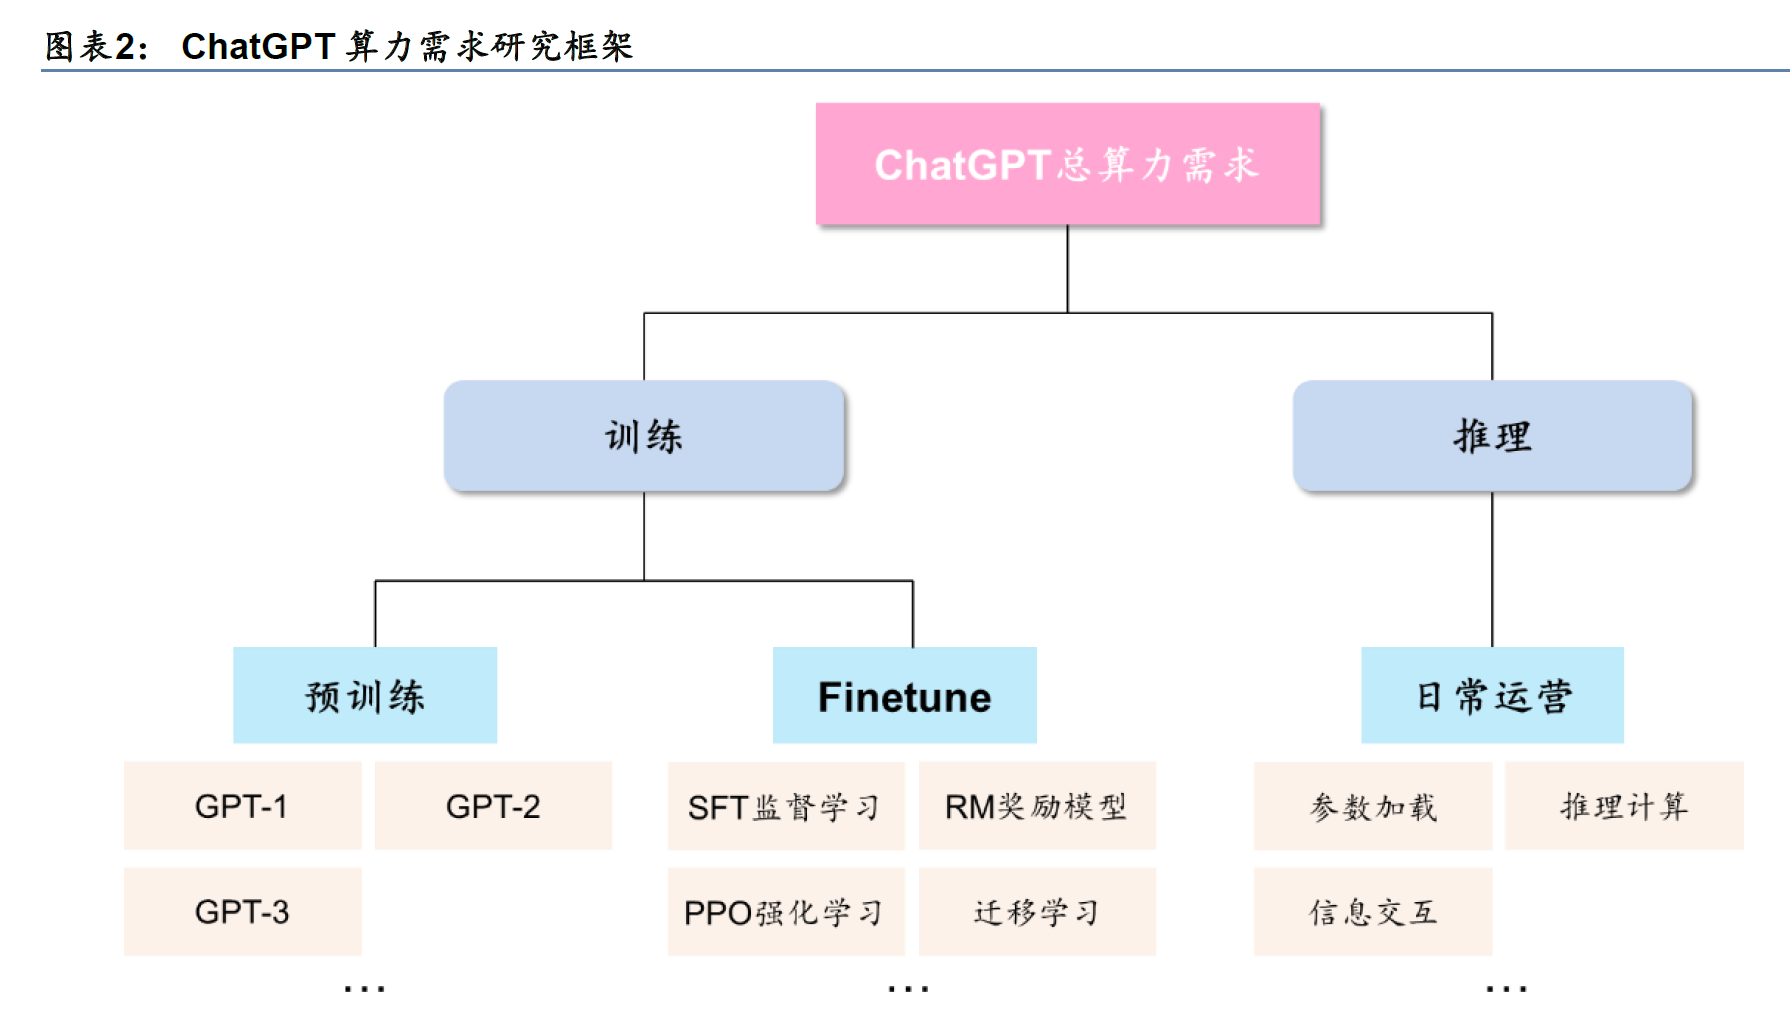 图表2： ChatGPT 算力需求研究框架
ChatGPT总算力需求
训练
推理
预训练
Finetune
日常运营
GPT-1
GPT-2
SFT监督学习
RM奖励模型
参数加载
推理计算
GPT-3
PPO强化学习
迁移学习
信息交互
... ... ...